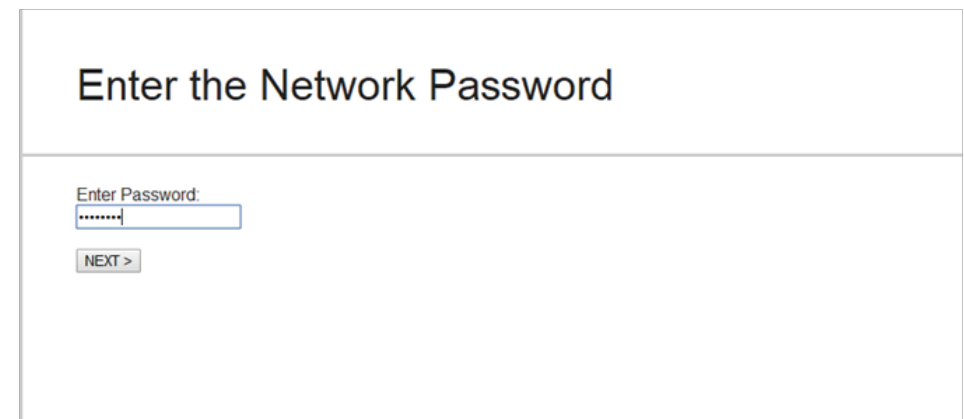 Enter the Network Password
Enter Password:
••••••••
NEXT >